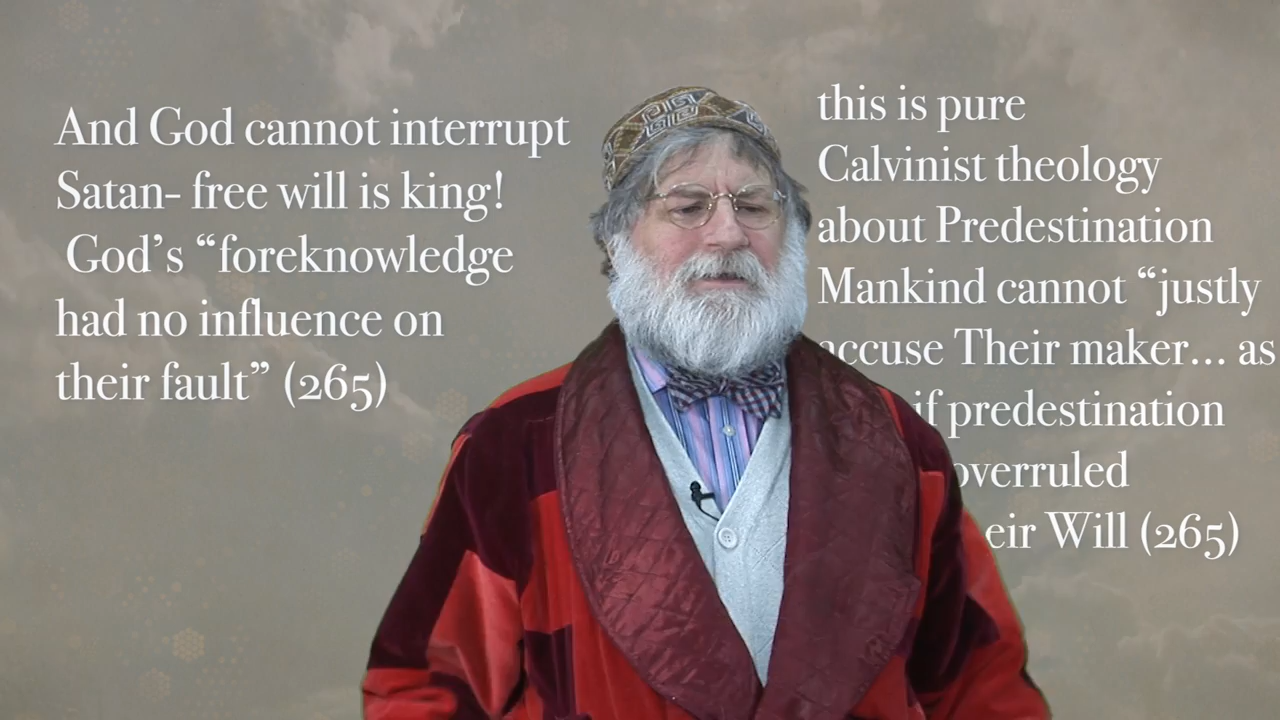 And God cannot interrupt
Satan- free will is king!
God’s “foreknowledge
had no influence on
their fault” (265)
this is pure
Calvinist theology
about Predestination
Mankind cannot “justly
accuse Their maker... as
if predestination
overruled
eir Will (265)